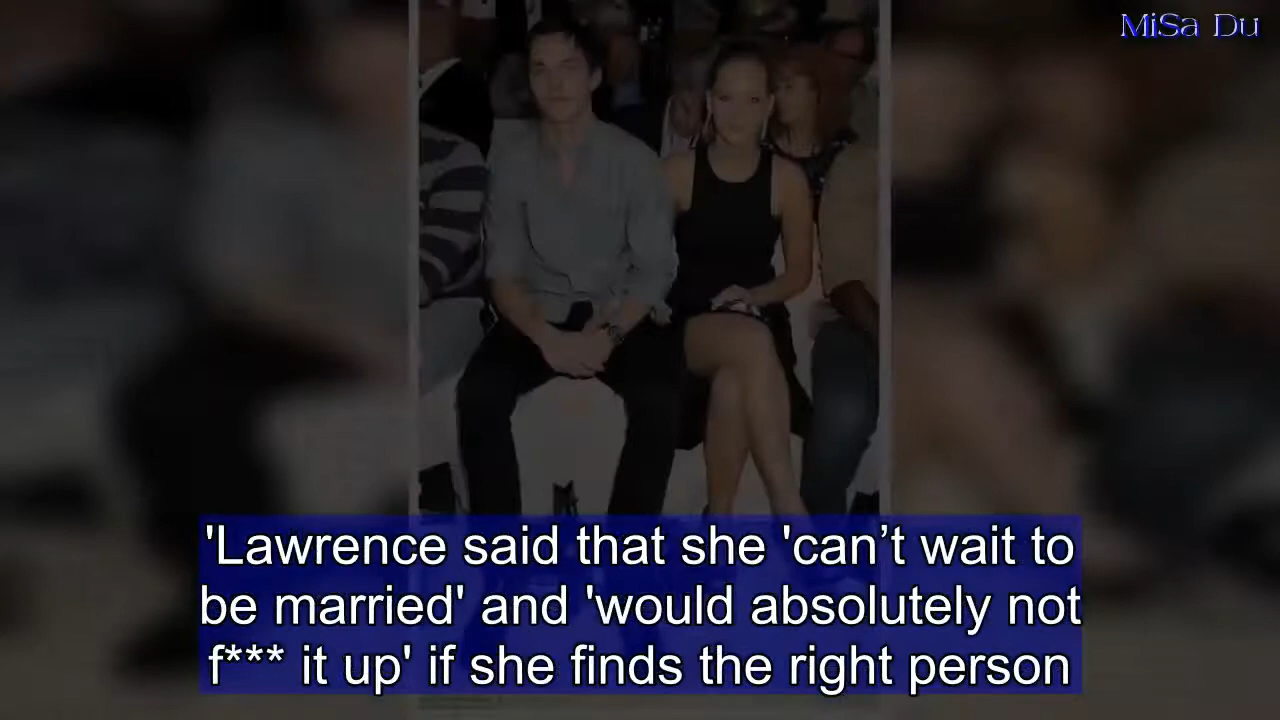 MiSa Du
'Lawrence said that she 'can’t wait to
be married' and 'would absolutely not
f*** it up' if she finds the right person